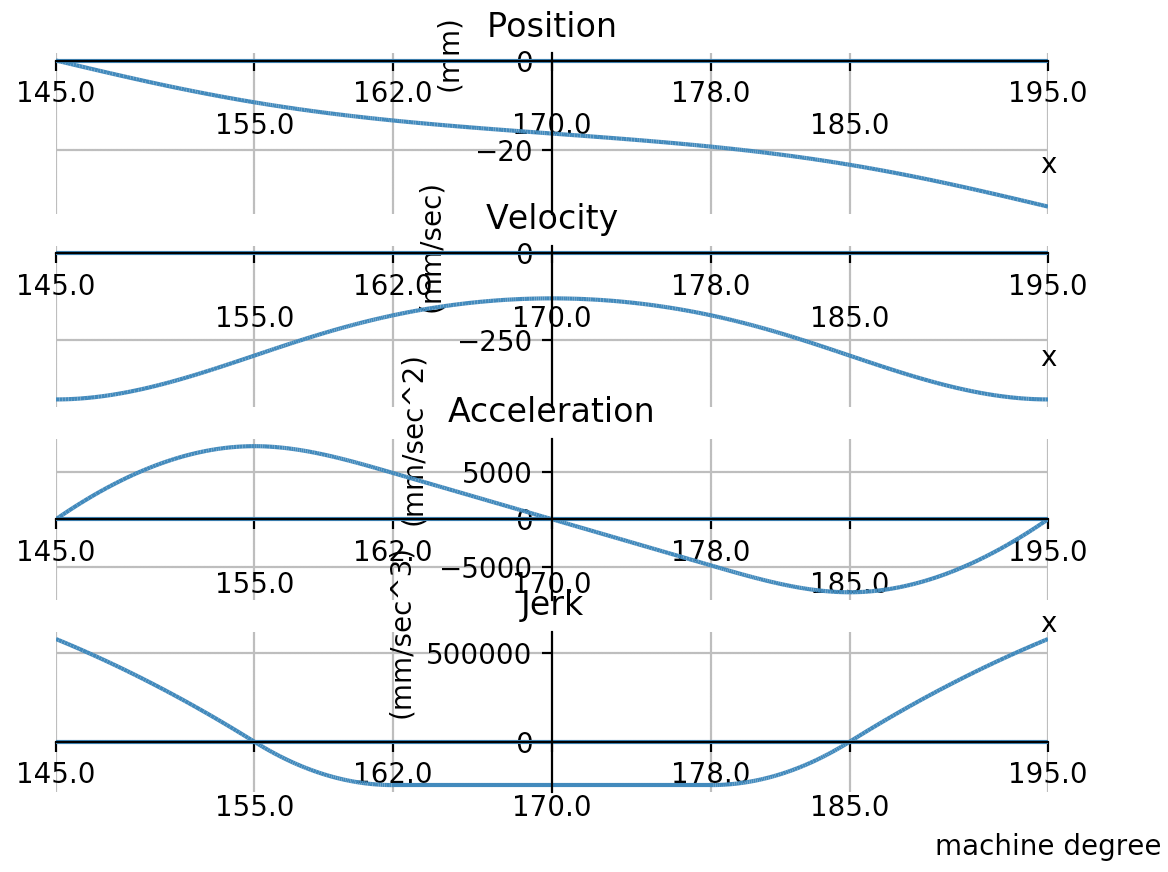 Position
(mm)
0
145.0 162.0 178.0 195.0
155.0 170.0 185.0
−20
x
Velocity
(mm/sec)
0
145.0 162.0 178.0 195.0
155.0 170.0 185.0
−250
x
Acceleration
(mm/sec^2)
5000
0
145.0 162.0 178.0 195.0
−5000
155.0 170.0 185.0
x
Jerk
(mm/sec^3)
500000
0
145.0 162.0 178.0 195.0
155.0 170.0 185.0
machine degree